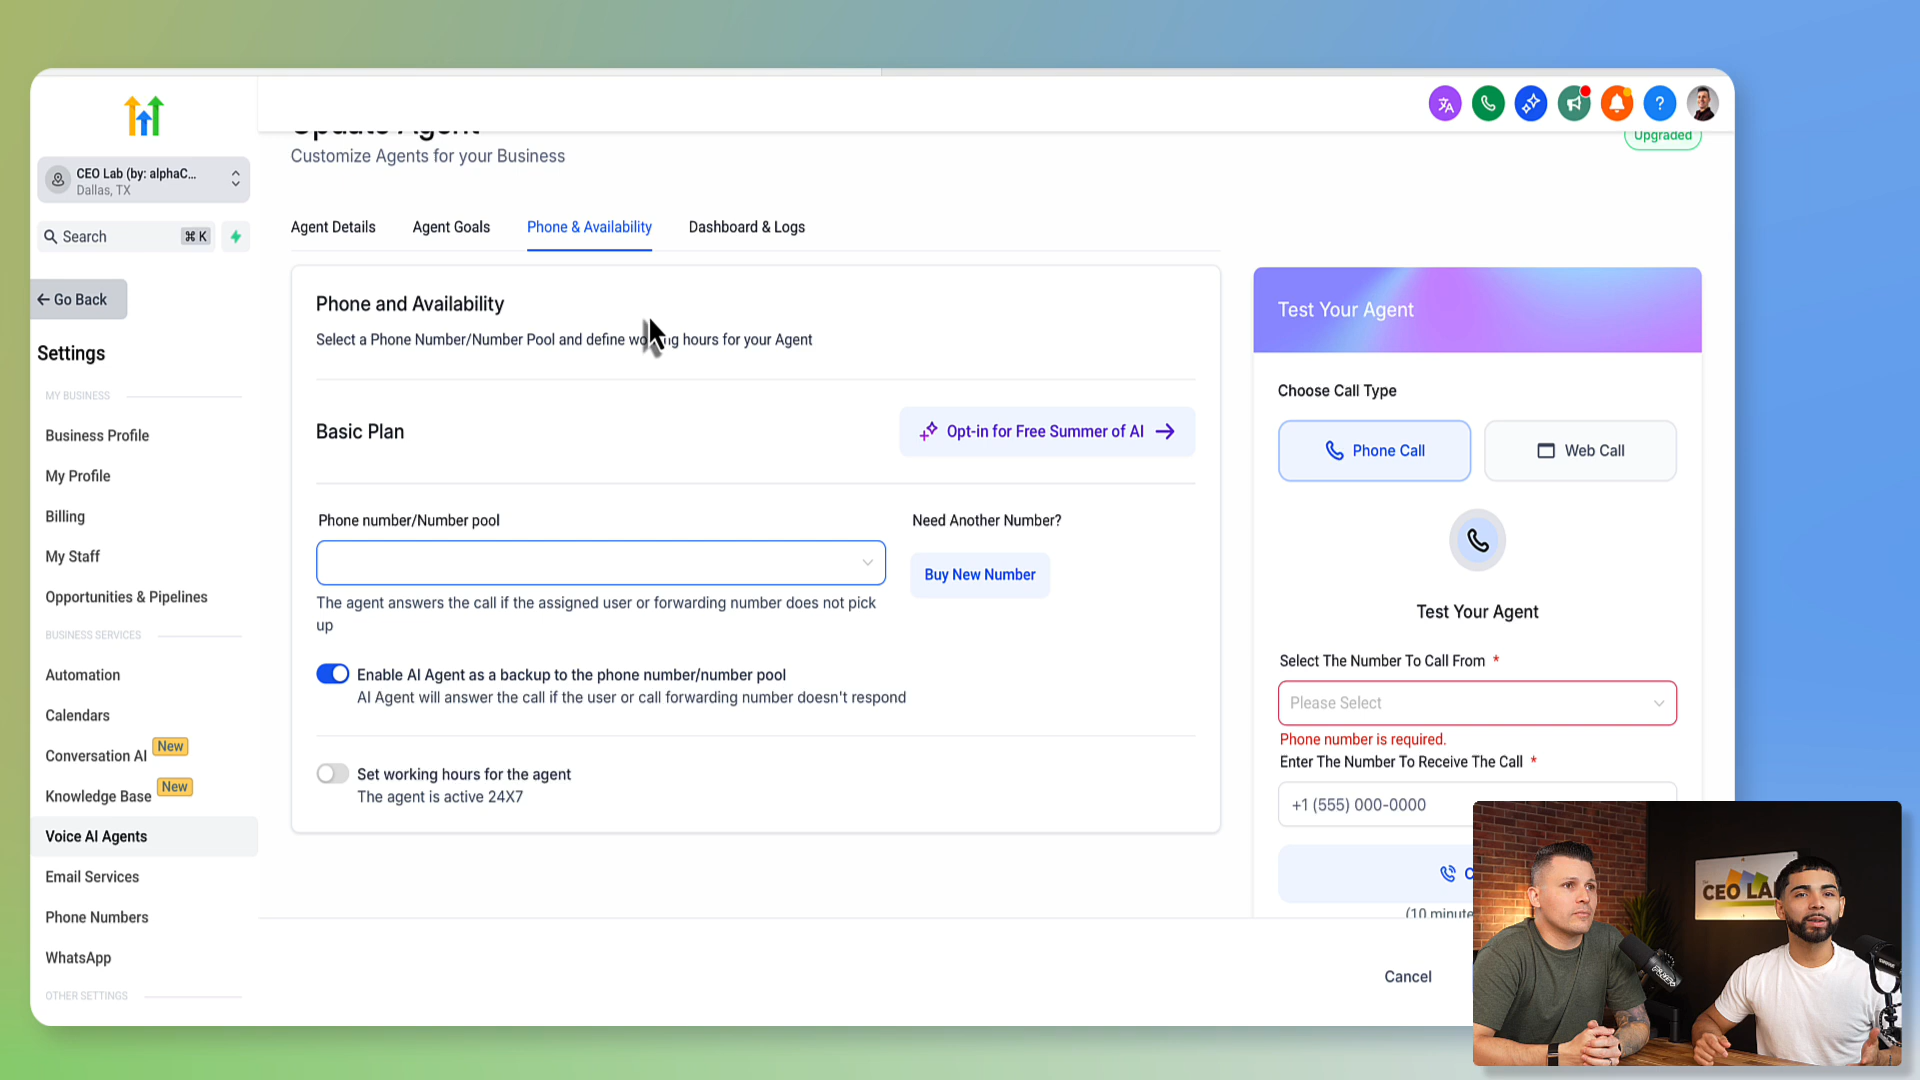 CEO Lab (by: alphaC...
Dallas, TX
Search ⌘ K
← Go Back
Settings
MY BUSINESS
Business Profile
My Profile
Billing
My Staff
Opportunities & Pipelines
BUSINESS SERVICES
Automation
Calendars
Conversation AI New
Knowledge Base New
Voice AI Agents
Email Services
Phone Numbers
WhatsApp
OTHER SETTINGS
Update Agent
Customize Agents for your Business
Upgraded
Agent Details Agent Goals Phone & Availability Dashboard & Logs
Phone and Availability
Select a Phone Number/Number Pool and define working hours for your Agent
Basic Plan
Opt-in for Free Summer of AI →
Phone number/Number pool
Need Another Number?
Buy New Number
The agent answers the call if the assigned user or forwarding number does not pick
up
Enable AI Agent as a backup to the phone number/number pool
AI Agent will answer the call if the user or call forwarding number doesn't respond
Set working hours for the agent
The agent is active 24X7
Test Your Agent
Choose Call Type
Phone Call Web Call
Test Your Agent
Select The Number To Call From *
Please Select
Phone number is required.
Enter The Number To Receive The Call *
+1 (555) 000-0000
(10 minute
Cancel
CEO LA